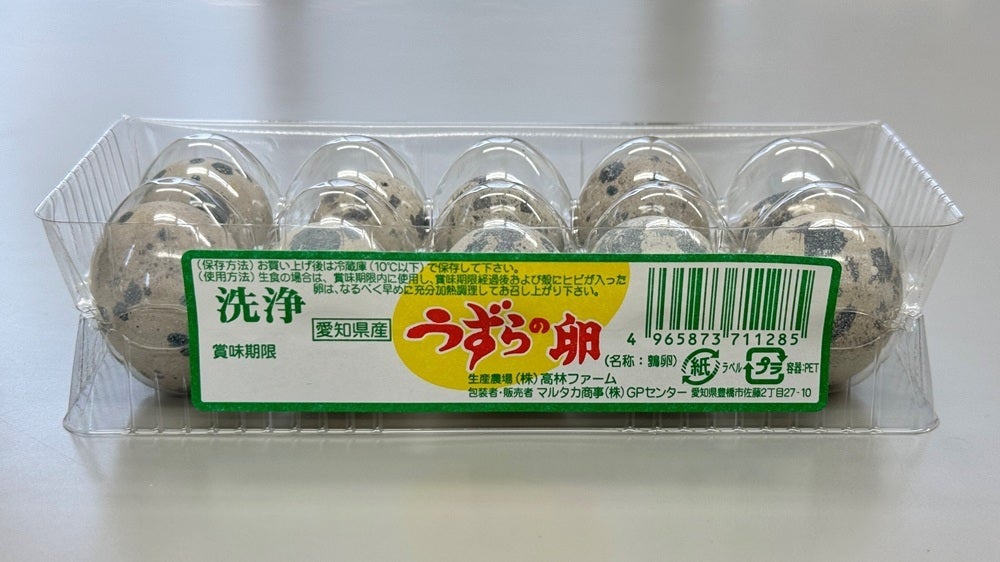 (保存方法)お買い上げ後は冷蔵庫(10℃以下)で保存して下さい。
(使用方法)生食の場合は、賞味期限内に使用し、賞味期限経過後および殻にヒビが入った
卵は、なるべく早めに充分加熱調理してお召し上がり下さい。
洗浄
愛知県産
賞味期限
うずらの卵
(名称:鶉卵)
4 965873 711285
紙 ラベル
プラ 容器:PET
生産農場(株)高林ファーム
包装者・販売者 マルタカ商事(株)GPセンター 愛知県豊橋市佐藤2丁目27-10